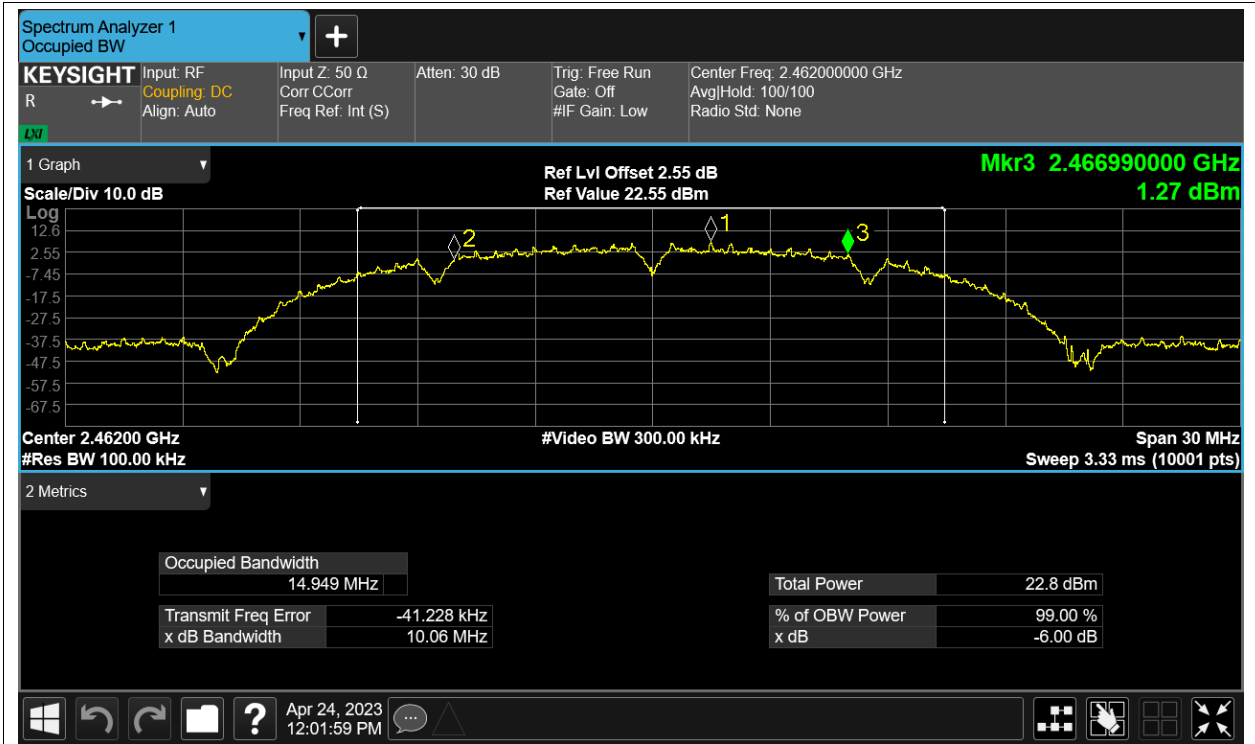 Spectrum Analyzer 1
Occupied BW
KEYSIGHT
R
LXI
Input: RF
Coupling: DC
Align: Auto
Input Z: 50 Ω
Corr CCorr
Freq Ref: Int (S)
Atten: 30 dB
Trig: Free Run
Gate: Off
#IF Gain: Low
Center Freq: 2.462000000 GHz
Avg|Hold: 100/100
Radio Std: None
1 Graph
Scale/Div 10.0 dB
Ref Lvl Offset 2.55 dB
Ref Value 22.55 dBm
Mkr3 2.466990000 GHz
1.27 dBm
Log
12.6
2.55
-7.45
-17.5
-27.5
-37.5
-47.5
-57.5
-67.5
2
1
3
Center 2.46200 GHz
#Video BW 300.00 kHz
Span 30 MHz
#Res BW 100.00 kHz
Sweep 3.33 ms (10001 pts)
2 Metrics
Occupied Bandwidth
14.949 MHz
Transmit Freq Error -41.228 kHz
x dB Bandwidth 10.06 MHz
Total Power 22.8 dBm
% of OBW Power 99.00 %
x dB -6.00 dB
?
Apr 24, 2023
12:01:59 PM